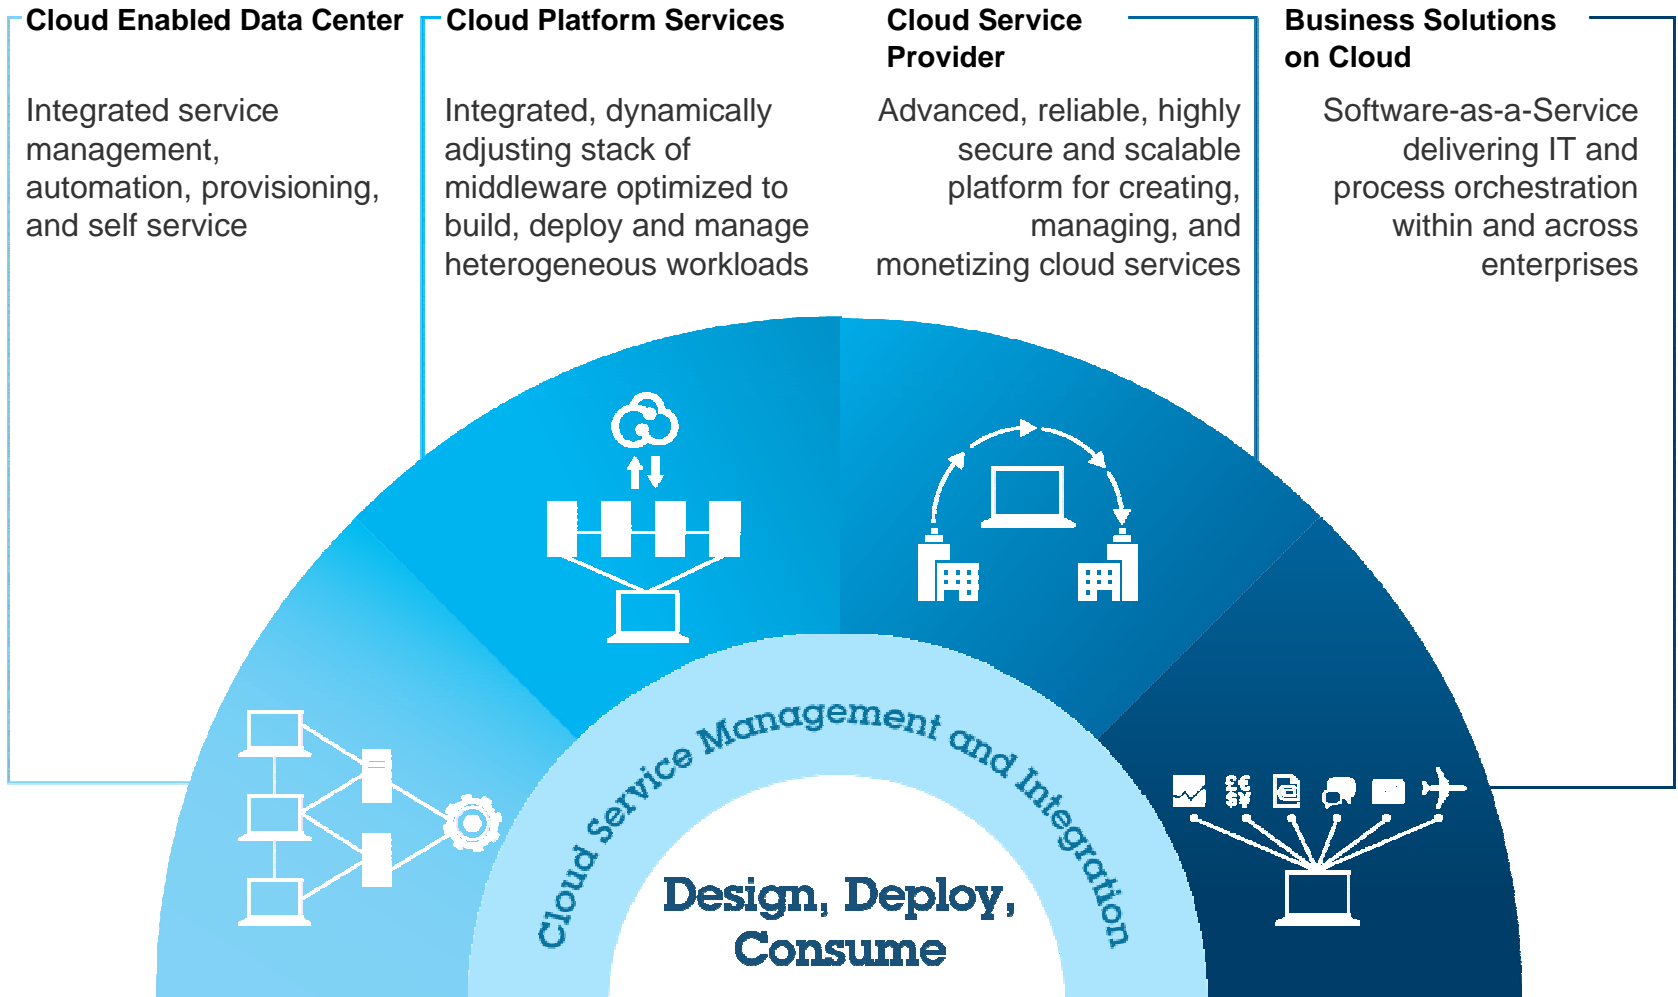 Cloud Enabled Data Center
Integrated service
management,
automation, provisioning,
and self service
Cloud Platform Services
Integrated, dynamically
adjusting stack of
middleware optimized to
build, deploy and manage
heterogeneous workloads
Cloud Service
Provider
Advanced, reliable, highly
secure and scalable
platform for creating,
managing, and
monetizing cloud services
Business Solutions
on Cloud
Software-as-a-Service
delivering IT and
process orchestration
within and across
enterprises
£€
$¥
Cloud Service Management and Integration
Design, Deploy,
Consume